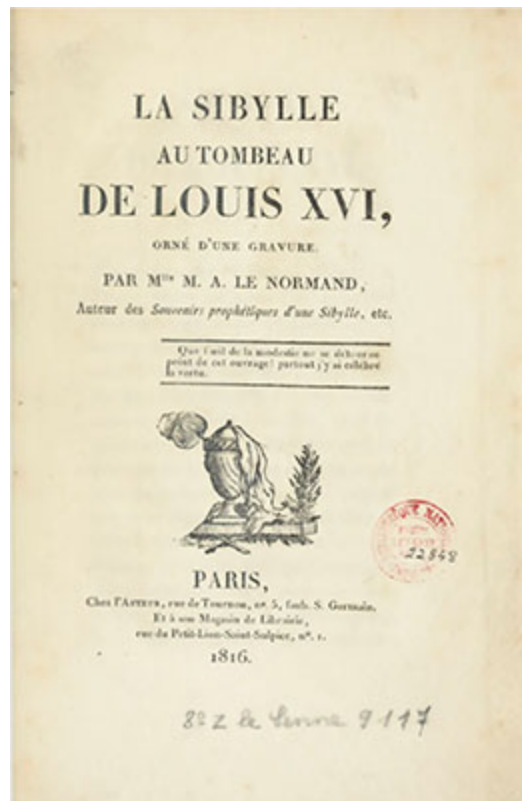 LA SIBYLLE
AU TOMBEAU
DE LOUIS XVI,
ORNÉ D'UNE GRAVURE.
PAR Mlle M. A. LE NORMAND,
Auteur des Souvenirs prophétiques d'une Sibylle, etc.
Que l'œil de la modestie ne se détourne
point de cet ouvrage! partout j'y ai célébré
la vertu.
PARIS,
Chez l'AUTEUR, rue de Tournon, n°. 5, faub. S. Germain,
Et à son Magasin de Librairie,
rue du Petit-Lion-Saint-Sulpice, n°. 1.
1816.
22848
8° Z le Senne 9117